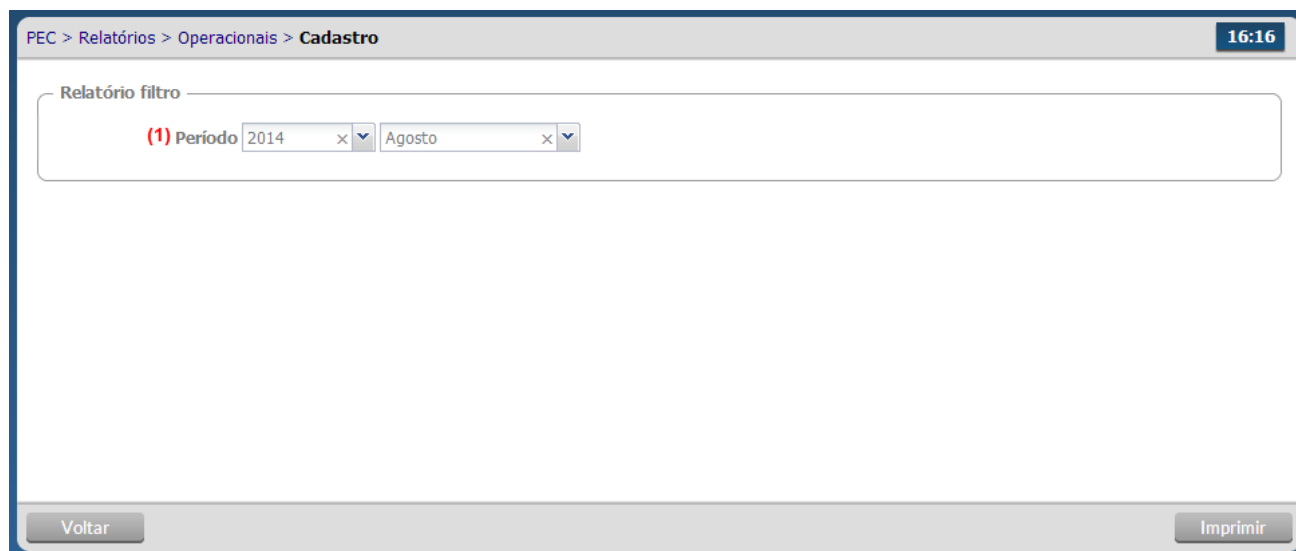 PEC > Relatórios > Operacionais > Cadastro 16:16
Relatório filtro
(1) Período 2014 Agosto
Voltar Imprimir